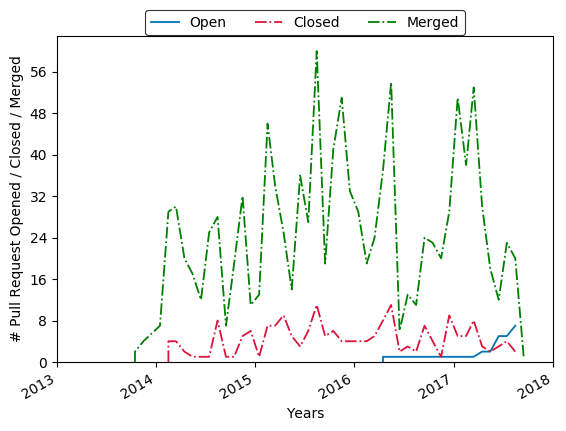 Open Closed Merged
# Pull Request Opened / Closed / Merged
56
48
40
32
24
16
8
0
2013 2014 2015 2016 2017 2018
Years